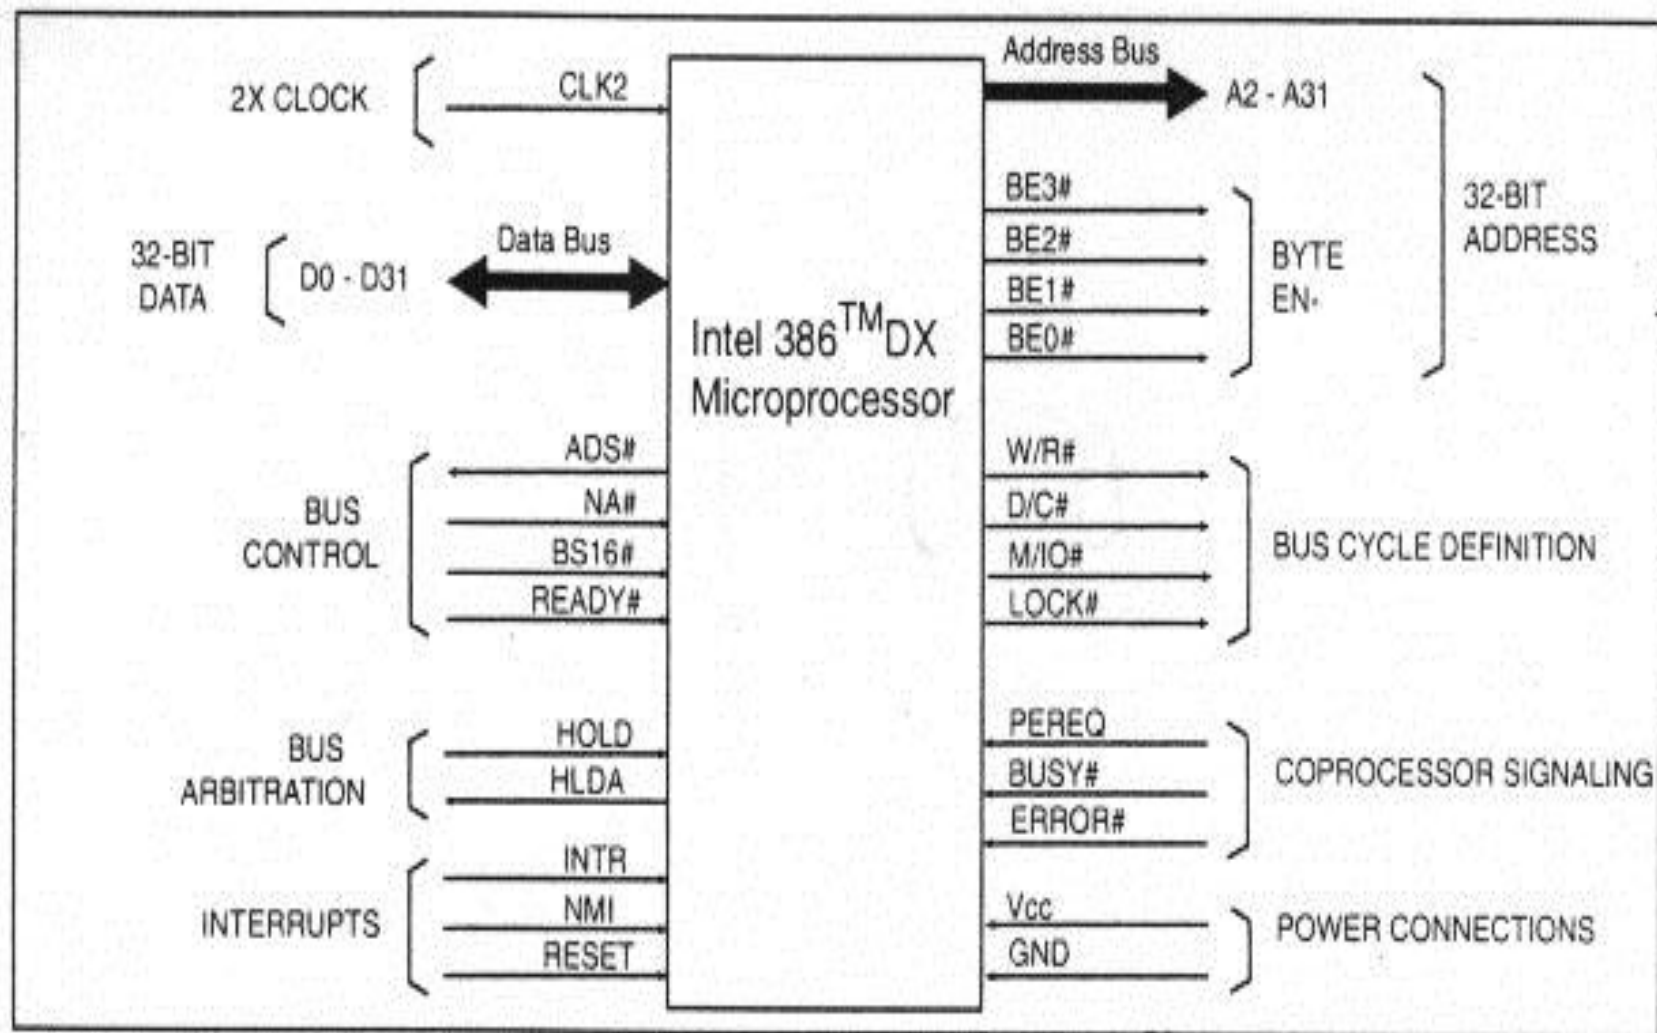 2X CLOCK
CLK2
32-BIT
DATA
D0 - D31
Data Bus
BUS
CONTROL
ADS#
NA#
BS16#
READY#
BUS
ARBITRATION
HOLD
HLDA
INTERRUPTS
INTR
NMI
RESET
Intel 386™DX
Microprocessor
Address Bus
A2 - A31
BE3#
BE2#
BE1#
BE0#
BYTE
EN
32-BIT
ADDRESS
W/R#
D/C#
M/IO#
LOCK#
BUS CYCLE DEFINITION
PEREQ
BUSY#
ERROR#
COPROCESSOR SIGNALING
Vcc
GND
POWER CONNECTIONS